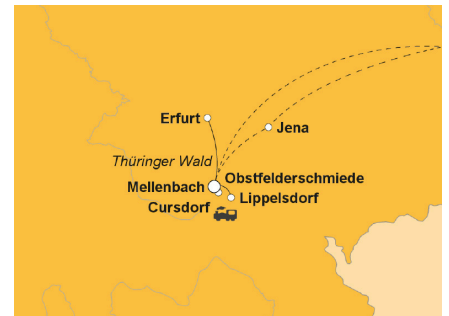 Erfurt
Jena
Thüringer Wald
Obstfelderschmiede
Mellenbach
Lippelsdorf
Cursdorf